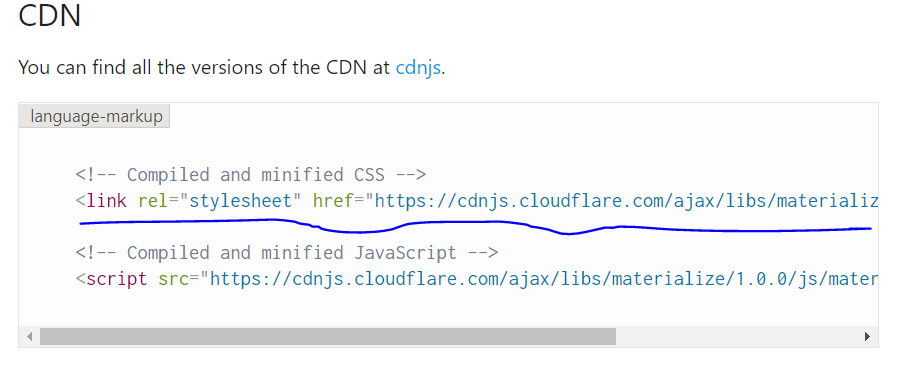 CDN
You can find all the versions of the CDN at cdnjs.
language-markup
<!-- Compiled and minified CSS -->
<link rel="stylesheet" href="https://cdnjs.cloudflare.com/ajax/libs/materializ
<!-- Compiled and minified JavaScript -->
<script src="https://cdnjs.cloudflare.com/ajax/libs/materialize/1.0.0/js/mater